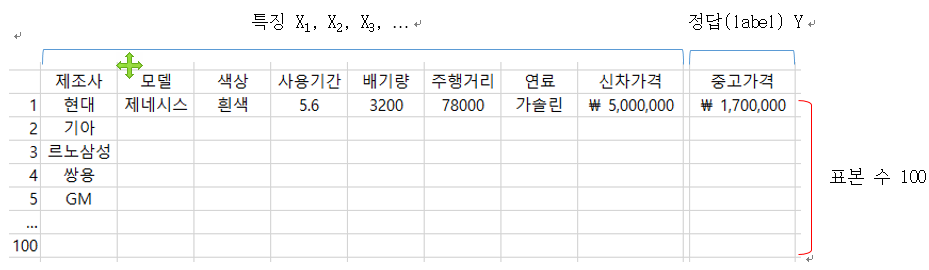 특징 X₁, X₂, X₃, … 정답(label) Y
제조사 모델 색상 사용기간 배기량 주행거리 연료 신차가격 중고가격
1 현대 제네시스 흰색 5.6 3200 78000 가솔린 ₩ 5,000,000 ₩ 1,700,000
2 기아
3 르노삼성
4 쌍용
5 GM
...
100
표본 수 100